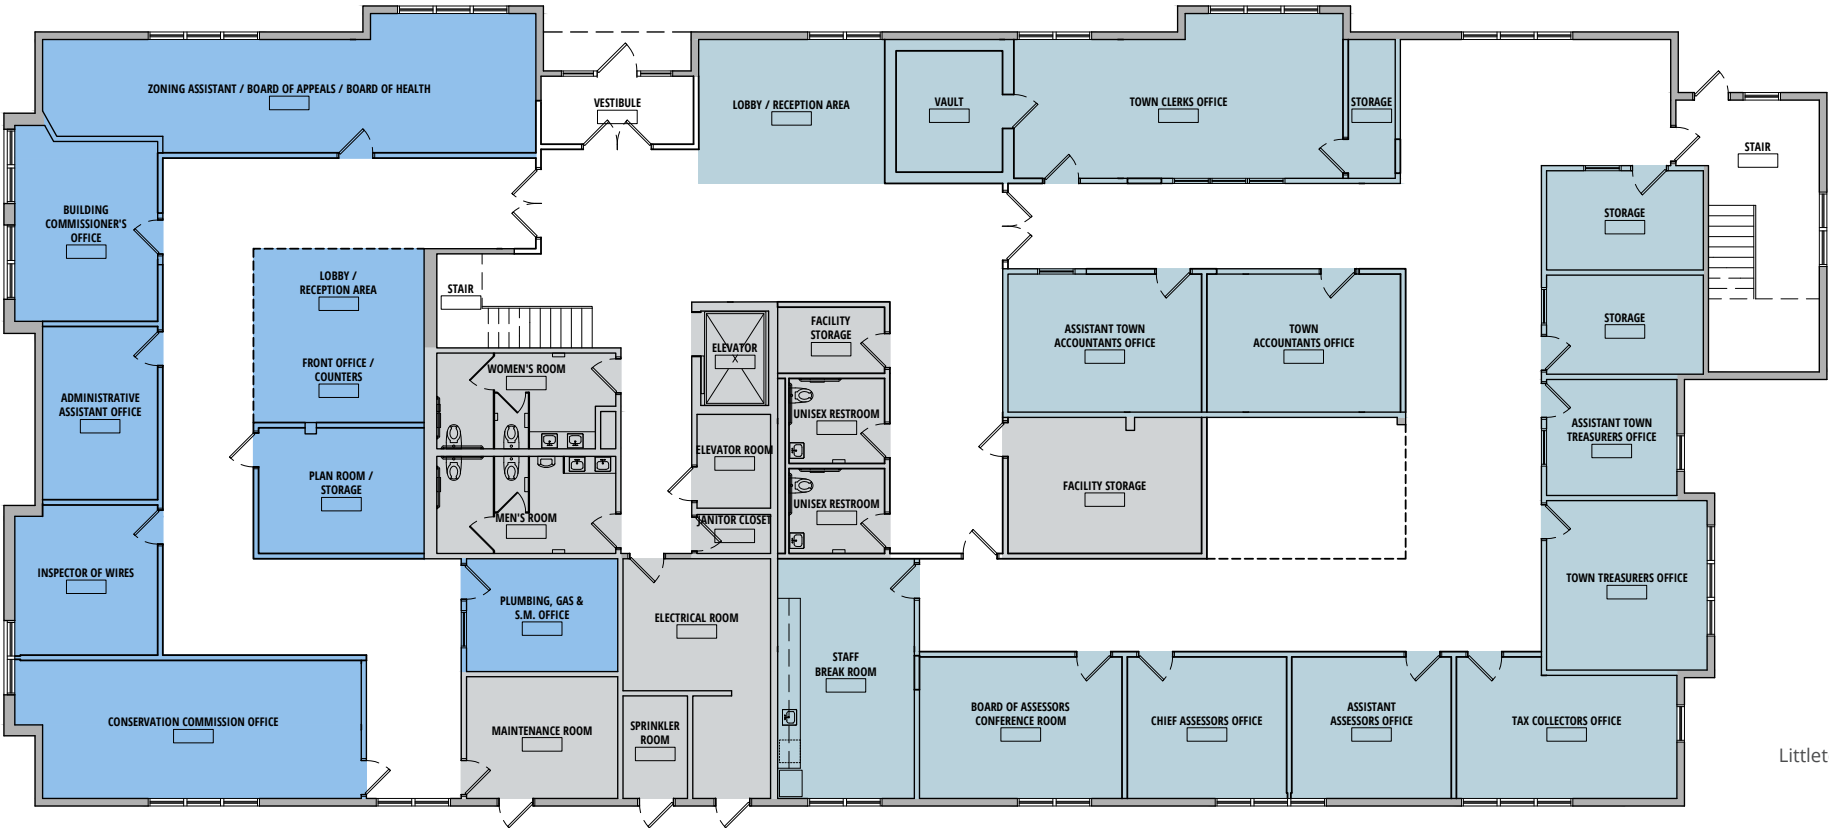 ZONING ASSISTANT / BOARD OF APPEALS / BOARD OF HEALTH
VESTIBULE
LOBBY / RECEPTION AREA
VAULT
TOWN CLERKS OFFICE
STORAGE
STAIR
BUILDING
COMMISSIONER'S
OFFICE
STORAGE
LOBBY /
RECEPTION AREA
STAIR
FACILITY
STORAGE
ELEVATOR
X
ASSISTANT TOWN
ACCOUNTANTS OFFICE
TOWN
ACCOUNTANTS OFFICE
STORAGE
FRONT OFFICE /
COUNTERS
WOMEN'S ROOM
ADMINISTRATIVE
ASSISTANT OFFICE
UNISEX RESTROOM
ASSISTANT TOWN
TREASURERS OFFICE
ELEVATOR ROOM
PLAN ROOM /
STORAGE
FACILITY STORAGE
UNISEX RESTROOM
MEN'S ROOM
JANITOR CLOSET
INSPECTOR OF WIRES
TOWN TREASURERS OFFICE
PLUMBING, GAS &
S.M. OFFICE
ELECTRICAL ROOM
STAFF
BREAK ROOM
CONSERVATION COMMISSION OFFICE
MAINTENANCE ROOM
SPRINKLER
ROOM
BOARD OF ASSESSORS
CONFERENCE ROOM
CHIEF ASSESSORS OFFICE
ASSISTANT
ASSESSORS OFFICE
TAX COLLECTORS OFFICE
Littlet